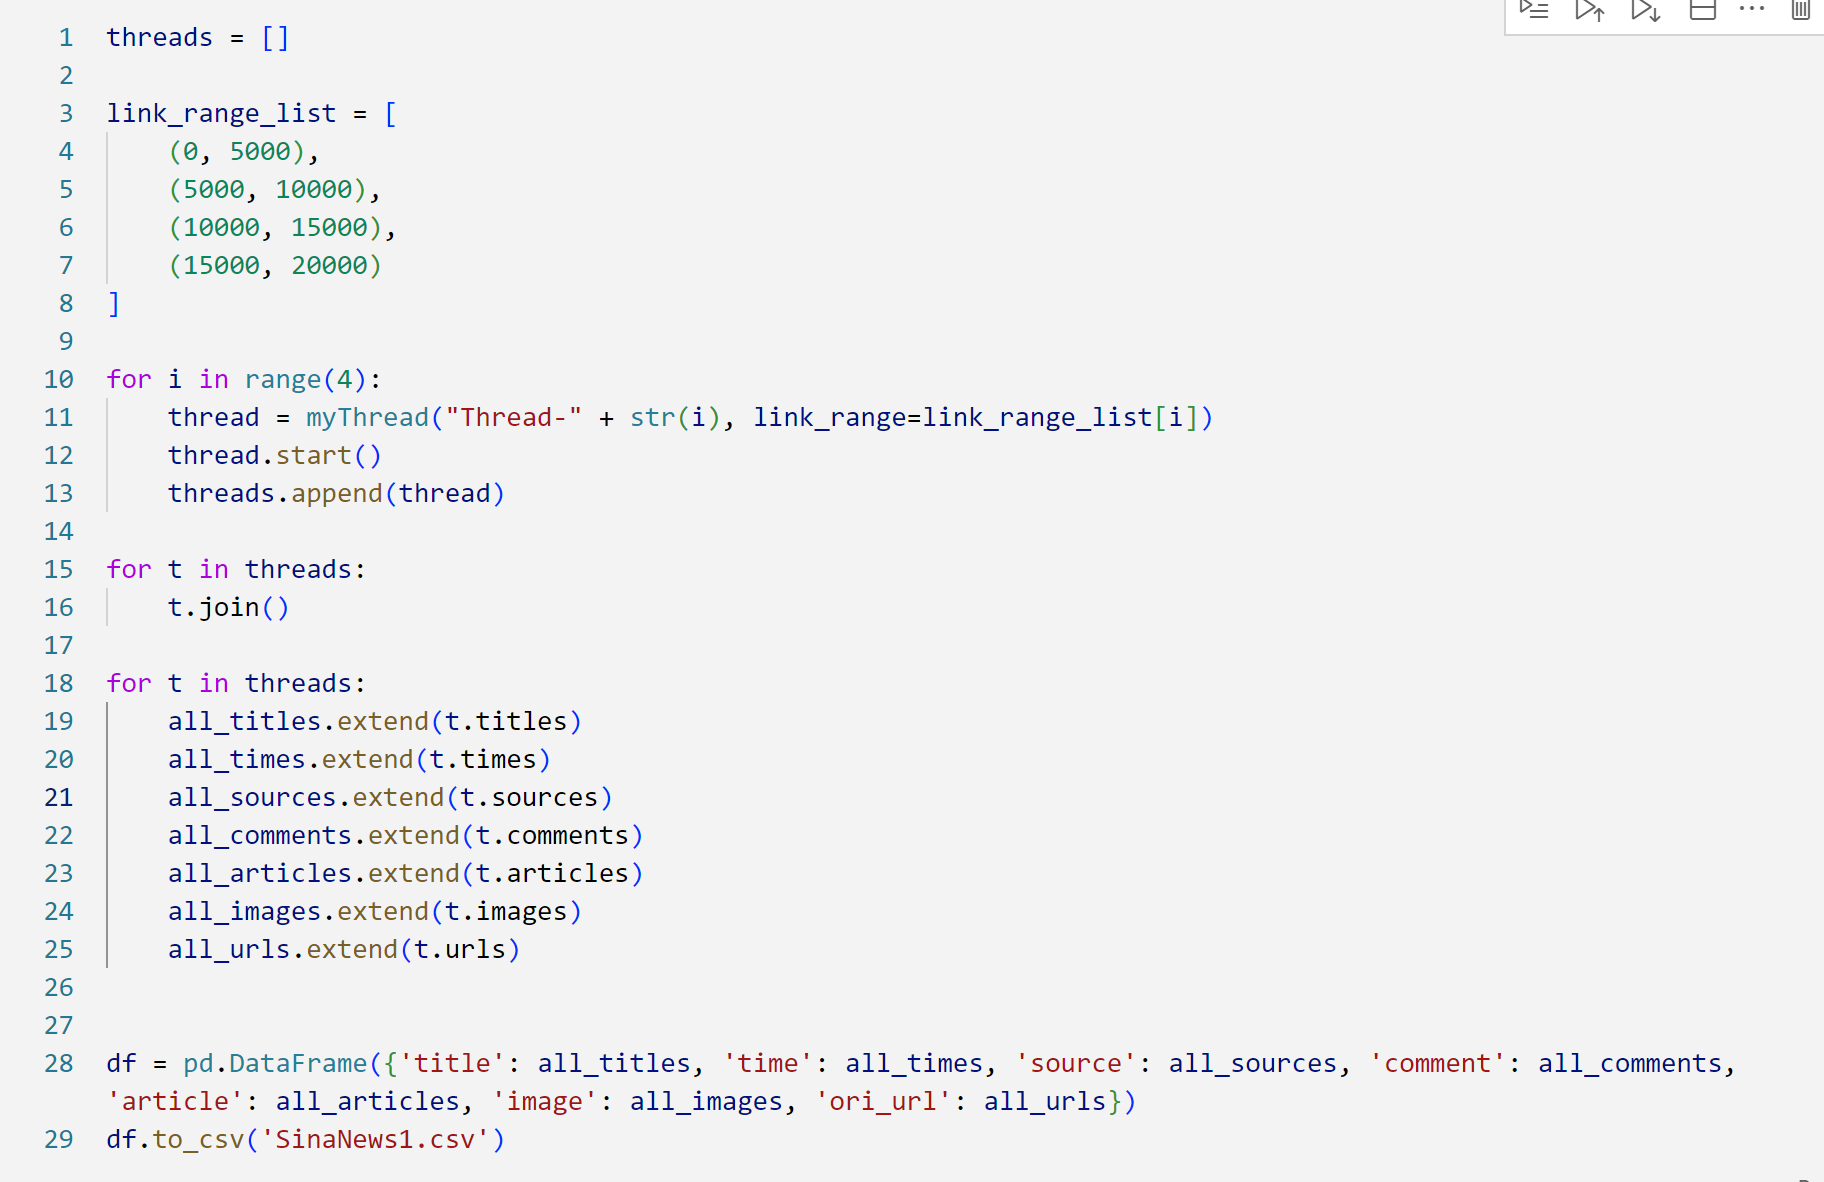 1 threads = []
2
3 link_range_list = [
4     (0, 5000),
5     (5000, 10000),
6     (10000, 15000),
7     (15000, 20000)
8 ]
9
10 for i in range(4):
11     thread = myThread("Thread-" + str(i), link_range=link_range_list[i])
12     thread.start()
13     threads.append(thread)
14
15 for t in threads:
16     t.join()
17
18 for t in threads:
19     all_titles.extend(t.titles)
20     all_times.extend(t.times)
21     all_sources.extend(t.sources)
22     all_comments.extend(t.comments)
23     all_articles.extend(t.articles)
24     all_images.extend(t.images)
25     all_urls.extend(t.urls)
26
27
28 df = pd.DataFrame({'title': all_titles, 'time': all_times, 'source': all_sources, 'comment': all_comments,
'article': all_articles, 'image': all_images, 'ori_url': all_urls})
29 df.to_csv('SinaNews1.csv')